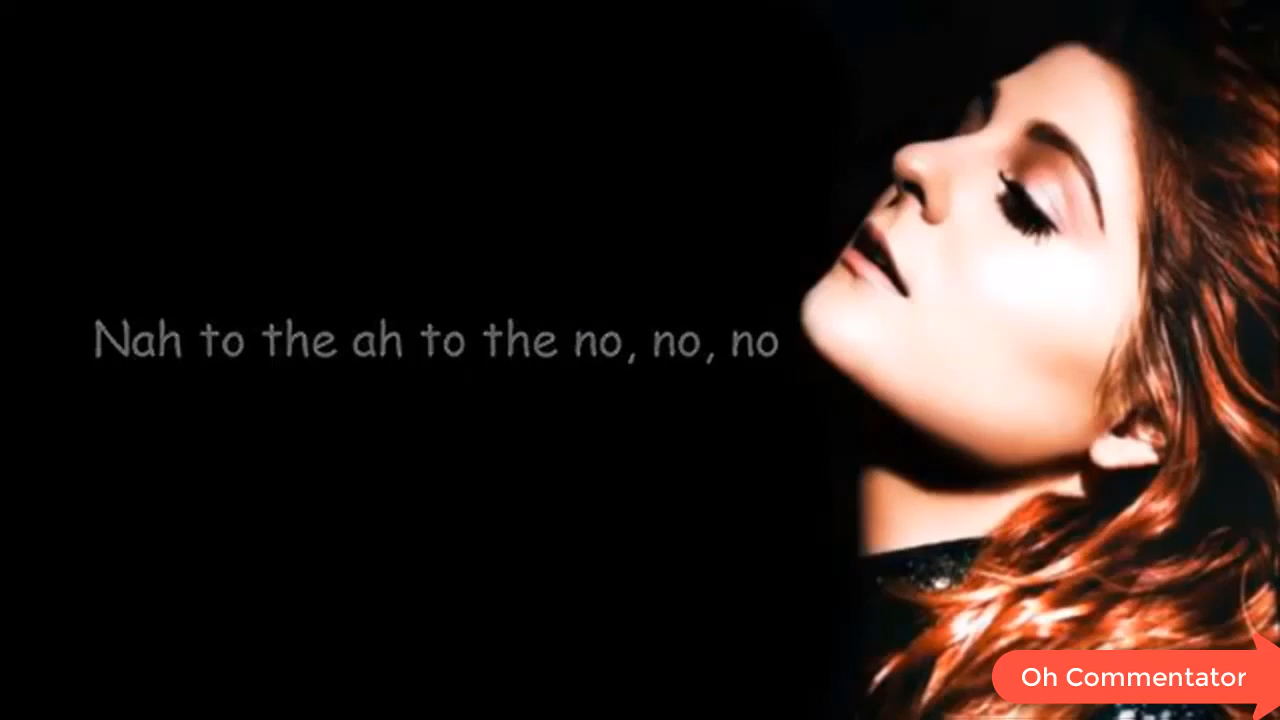 Nah to the ah to the no, no, no
Oh Commentator